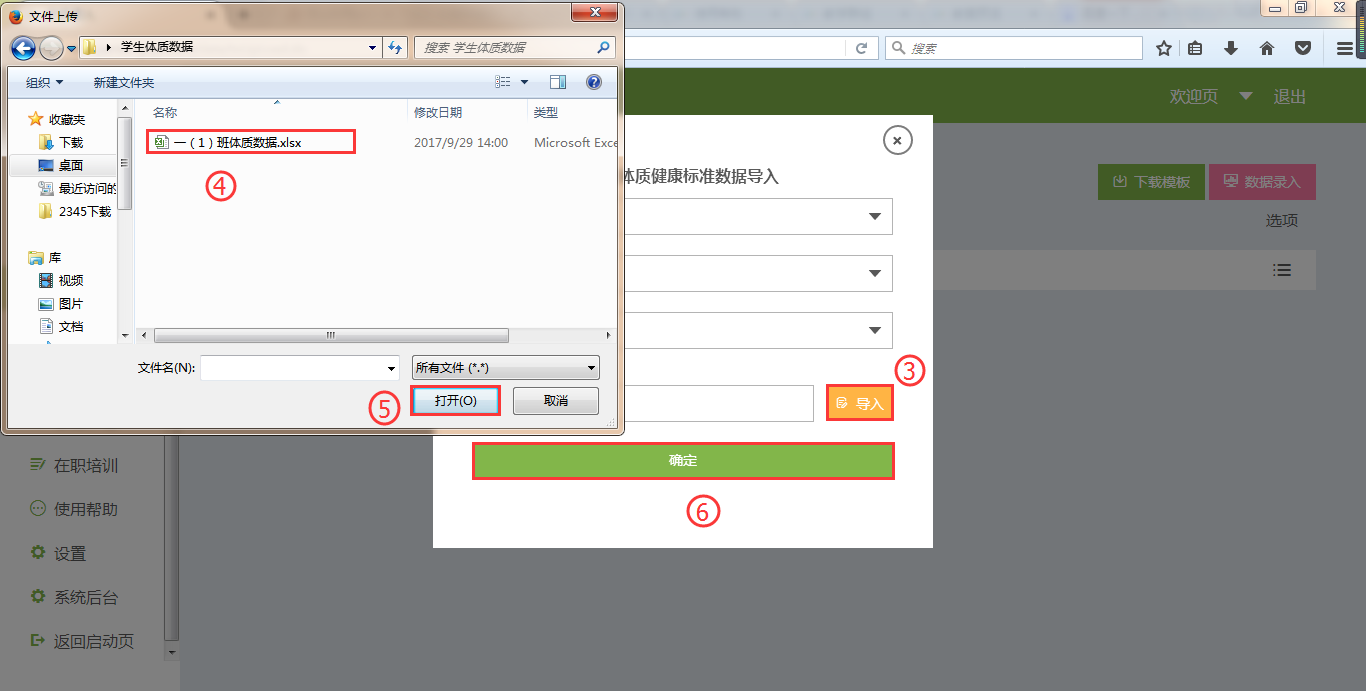 文件上传
学生体质数据
搜索 学生体质数据
搜索
组织
新建文件夹
欢迎页
退出
名称
修改日期
类型
收藏夹
下载
桌面
最近访问的
2345下载
库
视频
图片
文档
一（1）班体质数据.xlsx
2017/9/29 14:00
Microsoft Exce
④
体质健康标准数据导入
下载模板
数据录入
选项
文件名(N):
所有文件 (*.*)
③
⑤
打开(O)
取消
导入
确定
⑥
在职培训
使用帮助
设置
系统后台
返回启动页